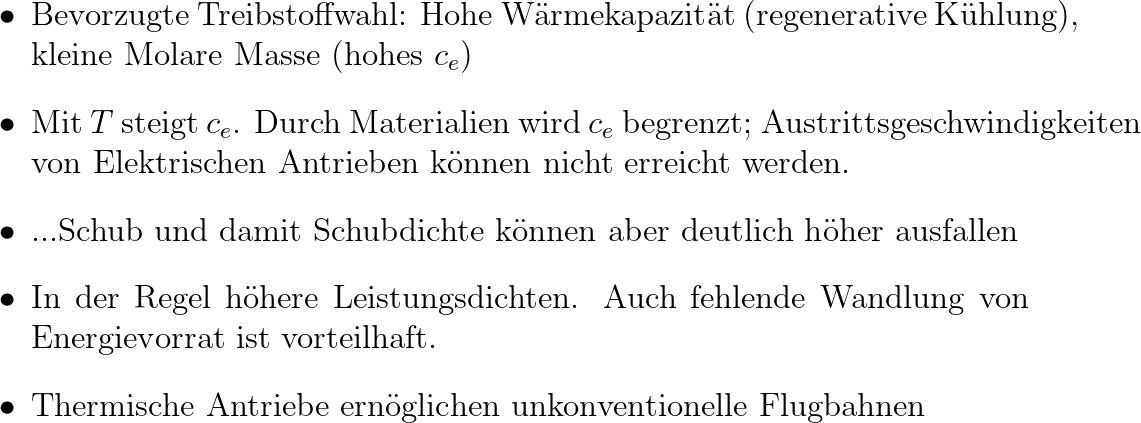 • Bevorzugte Treibstoffwahl: Hohe Wärmekapazität (regenerative Kühlung),
kleine Molare Masse (hohes c_e)
• Mit T steigt c_e. Durch Materialien wird c_e begrenzt; Austrittsgeschwindigkeiten
von Elektrischen Antrieben können nicht erreicht werden.
• ...Schub und damit Schubdichte können aber deutlich höher ausfallen
• In der Regel höhere Leistungsdichten. Auch fehlende Wandlung von
Energievorrat ist vorteilhaft.
• Thermische Antriebe ernöglichen unkonventionelle Flugbahnen